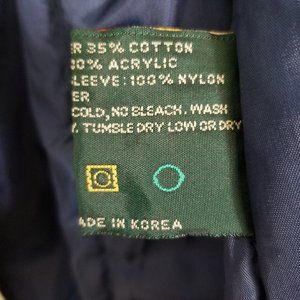 ER 35% COTTON
00% ACRYLIC
LEEVE: 100% NYLON
ER
COLD, NO BLEACH. WASH
Y. TUMBLE DRY LOW OR DRY
ADE IN KOREA